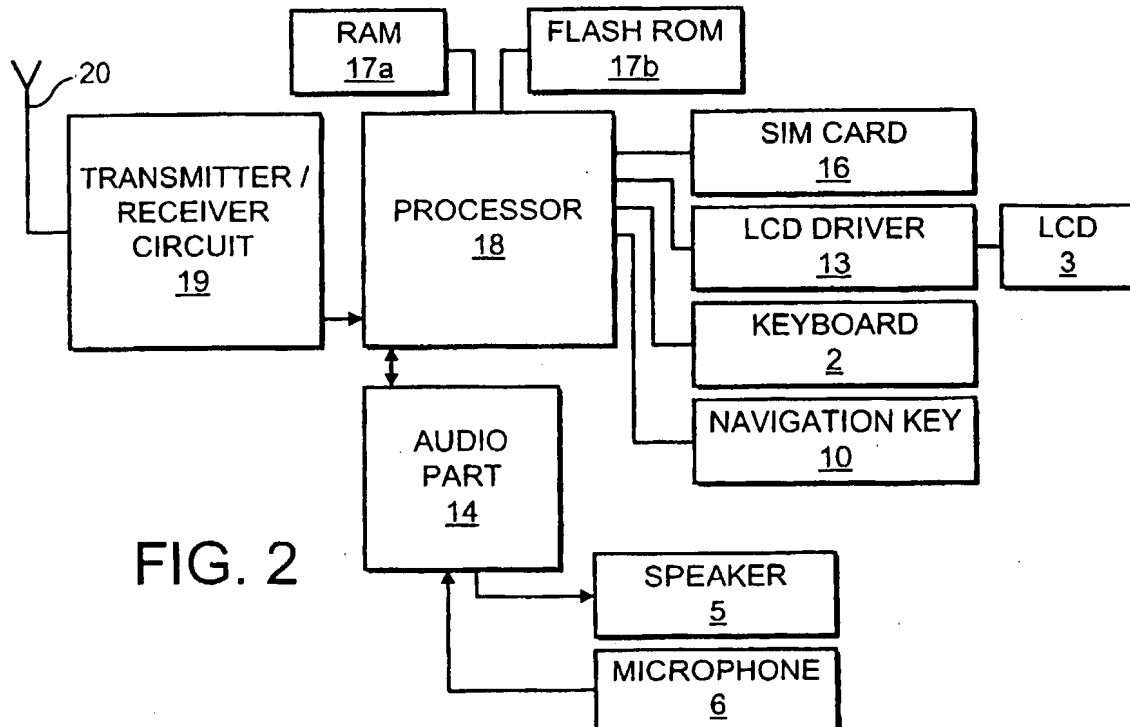 RAM
17a
FLASH ROM
17b
20
TRANSMITTER /
RECEIVER
CIRCUIT
19
PROCESSOR
18
SIM CARD
16
LCD DRIVER
13
LCD
3
KEYBOARD
2
NAVIGATION KEY
10
AUDIO
PART
14
FIG. 2
SPEAKER
5
MICROPHONE
6